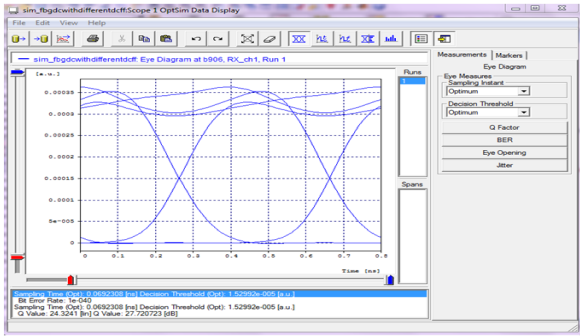 sim_fbgdcwithdifferentdcff:Scope 1 OptSim Data Display
File Edit View Help
sim_fbgdcwithdifferentdcff: Eye Diagram at b906, RX_ch1, Run 1
[a.u.]
0.00035
0.0003
0.00025
0.0002
0.00015
0.0001
5e-005
0
0 0.1 0.2 0.3 0.4 0.5 0.6 0.7 0.8
Time [ns]
Runs
1
Spans
Measurements Markers
Eye Diagram
Eye Measures
Sampling Instant
Optimum
Decision Threshold
Optimum
Q Factor
BER
Eye Opening
Jitter
Sampling Time (Opt): 0.0692308 [ns] Decision Threshold (Opt): 1.52992e-005 [a.u.]
Bit Error Rate: 1e-040
Sampling Time (Opt): 0.0692308 [ns] Decision Threshold (Opt): 1.52992e-005 [a.u.]
Q Value: 24.3241 [lin] Q Value: 27.720723 [dB]